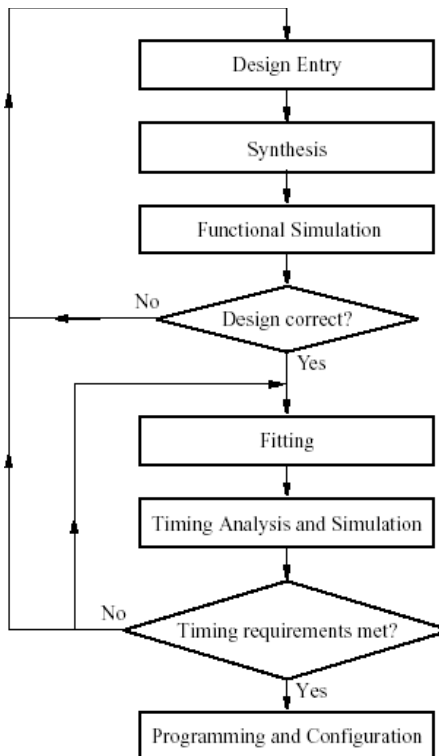 Design Entry
Synthesis
Functional Simulation
No
Design correct?
Yes
Fitting
Timing Analysis and Simulation
No
Timing requirements met?
Yes
Programming and Configuration